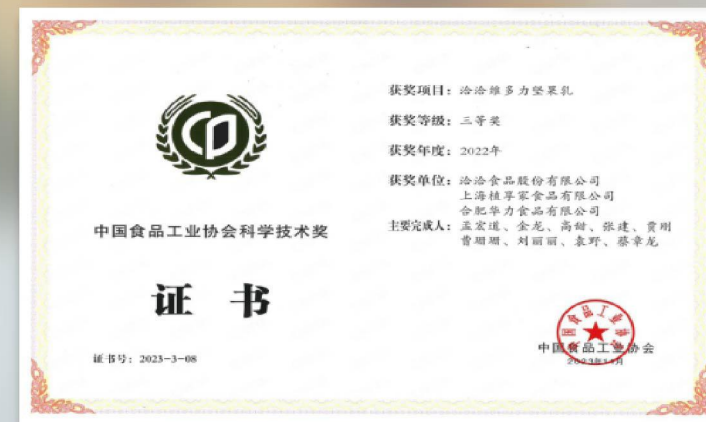 中国食品工业协会科学技术奖
证 书
证书号：2023-3-08
获奖项目：洽洽维多力坚果乳
获奖等级：三等奖
获奖年度：2022年
获奖单位：洽洽食品股份有限公司
上海植享家食品有限公司
合肥华力食品有限公司
主要完成人：孟宏道、金龙、高甜、张建、贾刚
曹珊珊、刘丽丽、袁野、蔡章龙
中国食品工业协会